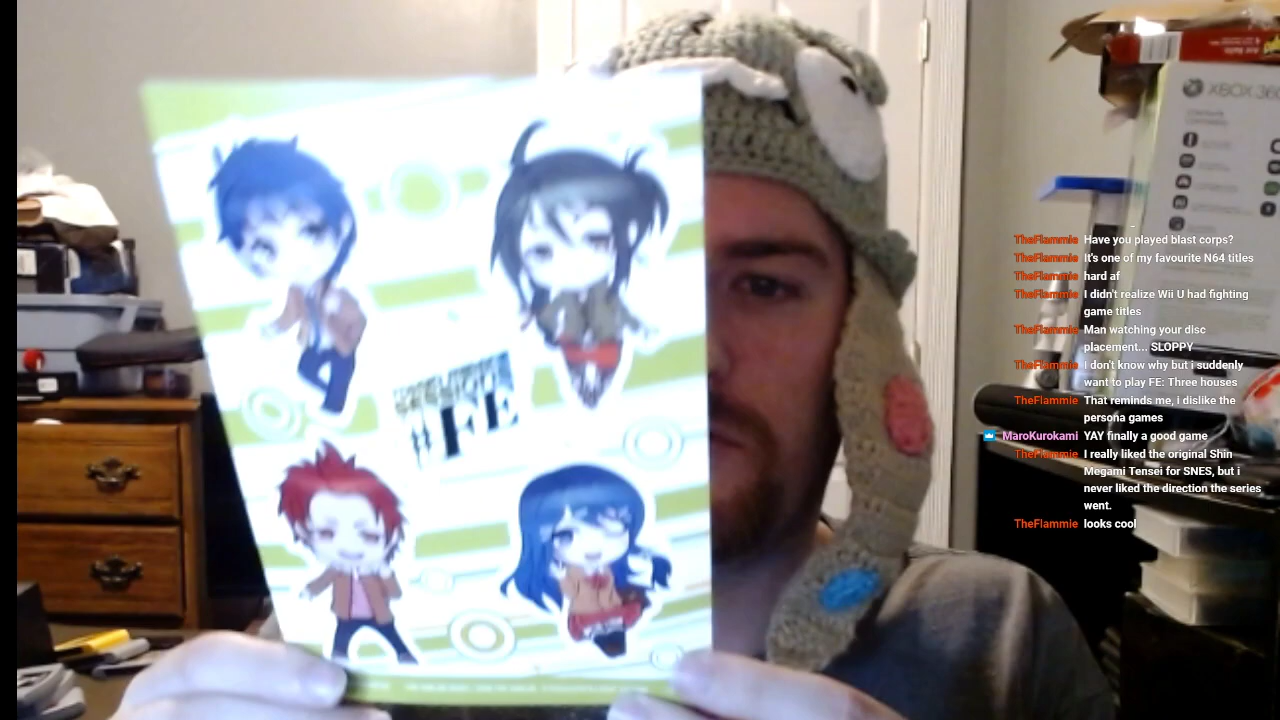 #FE
XBOX 360
TheFlammie Have you played blast corps?
TheFlammie It's one of my favourite N64 titles
TheFlammie hard af
TheFlammie I didn't realize Wii U had fighting
game titles
TheFlammie Man watching your disc
placement... SLOPPY
TheFlammie I don't know why but i suddenly
want to play FE: Three houses
TheFlammie That reminds me, i dislike the
persona games
MaroKurokami YAY finally a good game
TheFlammie I really liked the original Shin
Megami Tensei for SNES, but i
never liked the direction the series
went.
TheFlammie looks cool